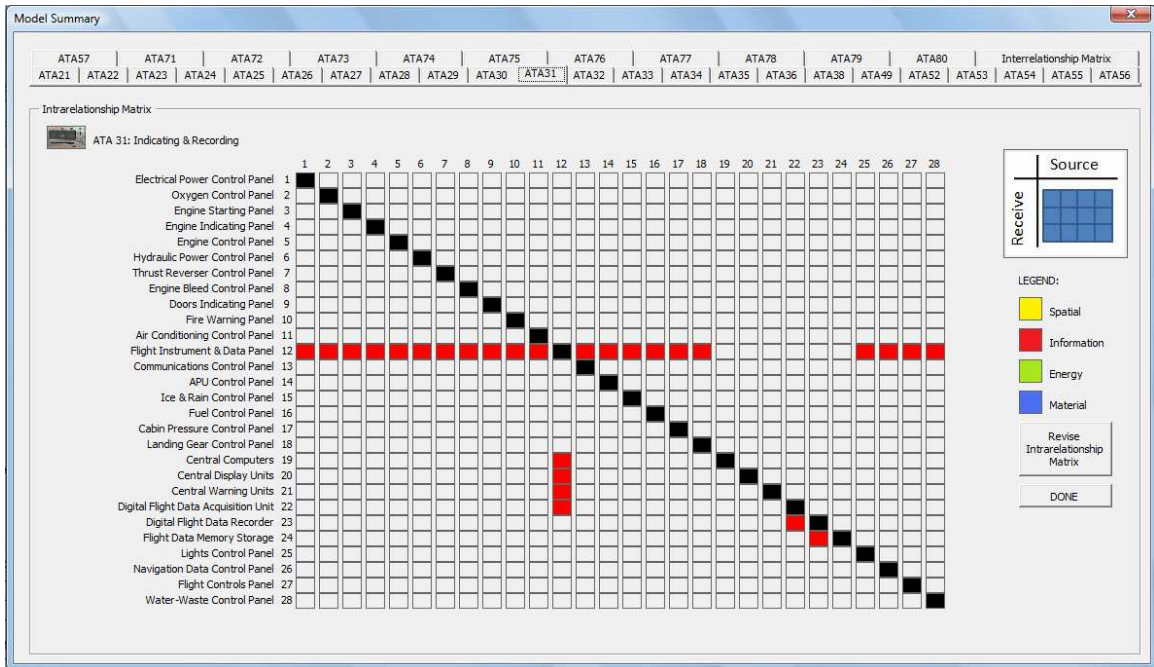 Model Summary
ATA57 ATA71 ATA72 ATA73 ATA74 ATA75 ATA76 ATA77 ATA78 ATA79 ATA80 Interrelationship Matrix
ATA21 ATA22 ATA23 ATA24 ATA25 ATA26 ATA27 ATA28 ATA29 ATA30 ATA31 ATA32 ATA33 ATA34 ATA35 ATA36 ATA38 ATA49 ATA52 ATA53 ATA54 ATA55 ATA56
Intrarelationship Matrix
ATA 31: Indicating & Recording
1 2 3 4 5 6 7 8 9 10 11 12 13 14 15 16 17 18 19 20 21 22 23 24 25 26 27 28
Electrical Power Control Panel 1
Oxygen Control Panel 2
Engine Starting Panel 3
Engine Indicating Panel 4
Engine Control Panel 5
Hydraulic Power Control Panel 6
Thrust Reverser Control Panel 7
Engine Bleed Control Panel 8
Doors Indicating Panel 9
Fire Warning Panel 10
Air Conditioning Control Panel 11
Flight Instrument & Data Panel 12
Communications Control Panel 13
APU Control Panel 14
Ice & Rain Control Panel 15
Fuel Control Panel 16
Cabin Pressure Control Panel 17
Landing Gear Control Panel 18
Central Computers 19
Central Display Units 20
Central Warning Units 21
Digital Flight Data Acquisition Unit 22
Digital Flight Data Recorder 23
Flight Data Memory Storage 24
Lights Control Panel 25
Navigation Data Control Panel 26
Flight Controls Panel 27
Water-Waste Control Panel 28
Source
Receive
LEGEND:
Spatial
Information
Energy
Material
Revise
Intrarelationship
Matrix
DONE